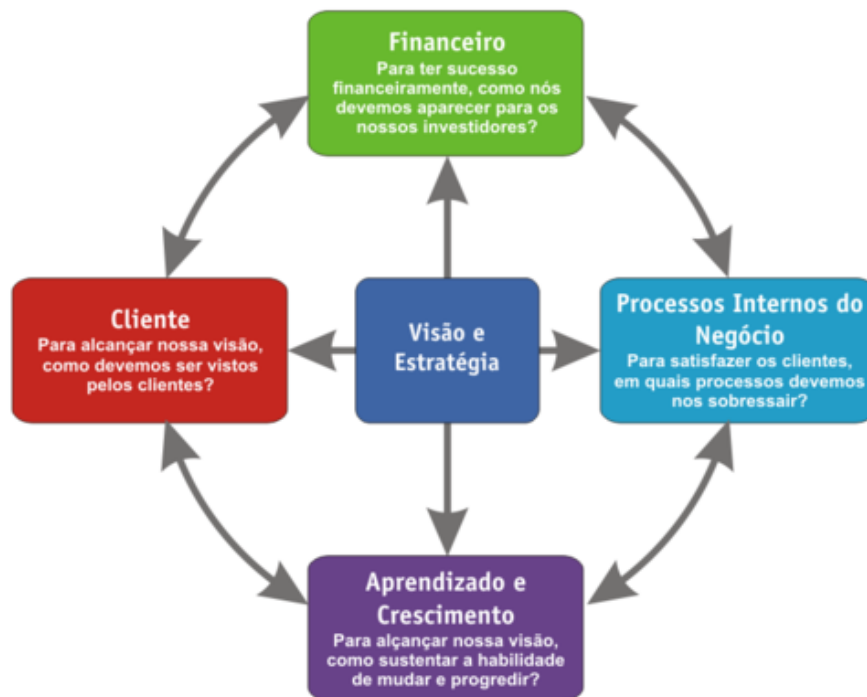 Financeiro
Para ter sucesso
financeiramente, como nós
devemos aparecer para os
nossos investidores?
Cliente
Para alcançar nossa visão,
como devemos ser vistos
pelos clientes?
Visão e
Estratégia
Processos Internos do
Negócio
Para satisfazer os clientes,
em quais processos devemos
nos sobressair?
Aprendizado e
Crescimento
Para alçançar nossa visão,
como sustentar a habilidade
de mudar e progredir?